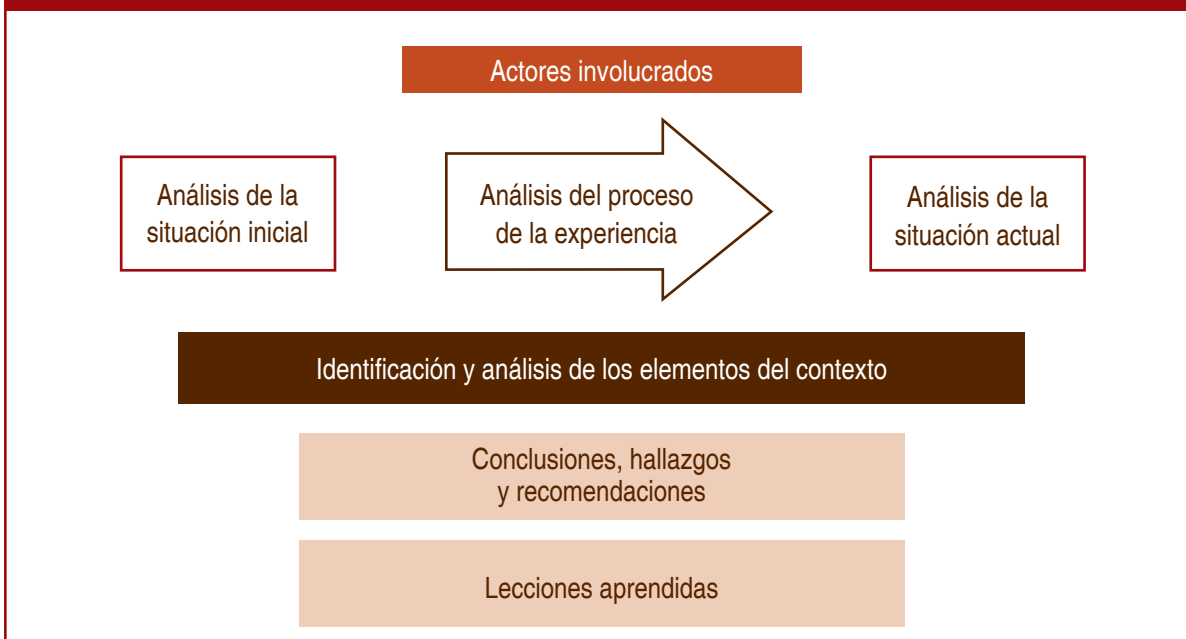 Actores involucrados
Análisis de la
situación inicial
Análisis del proceso
de la experiencia
Análisis de la
situación actual
Identificación y análisis de los elementos del contexto
Conclusiones, hallazgos
y recomendaciones
Lecciones aprendidas